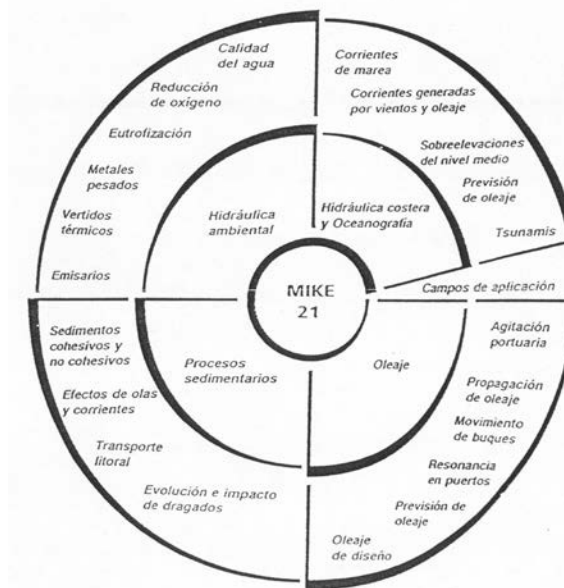 Calidad
del agua
Reducción
de oxígeno
Eutrofización
Metales
pesados
Vertidos
térmicos
Emisarios
Hidráulica
ambiental
Corrientes
de marea
Corrientes generadas
por vientos y oleaje
Sobreelevaciones
del nivel medio
Previsión
de oleaje
Tsunamis
Hidráulica costera
y Oceanografía
Campos de aplicación
MIKE
21
Sedimentos
cohesivos y
no cohesivos
Efectos de olas
y corrientes
Transporte
litoral
Evolución e impacto
de dragados
Procesos
sedimentarios
Oleaje
Agitación
portuaria
Propagación
de oleaje
Movimiento
de buques
Resonancia
en puertos
Previsión de
oleaje
Oleaje
de diseño